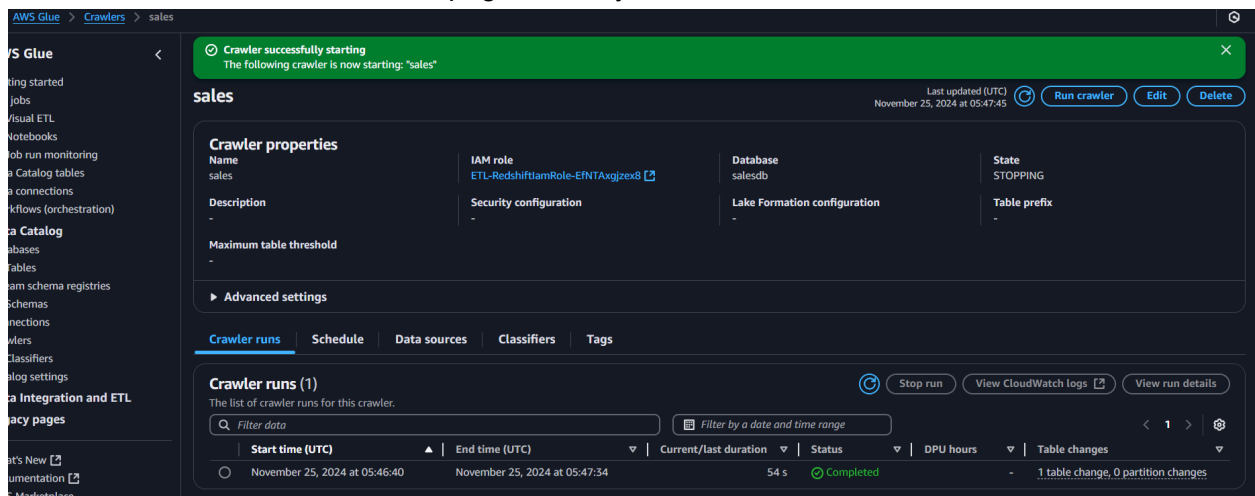 AWS Glue > Crawlers > sales
Crawler successfully starting
The following crawler is now starting: "sales"
sales
Last updated (UTC)
November 25, 2024 at 05:47:45
Run crawler
Edit
Delete
Crawler properties
Name
sales
IAM role
ETL-RedshiftIamRole-EfNTAxgjzex8
Database
salesdb
State
STOPPING
Description
-
Security configuration
-
Lake Formation configuration
-
Table prefix
-
Maximum table threshold
-
Advanced settings
Crawler runs
Schedule
Data sources
Classifiers
Tags
Crawler runs (1)
The list of crawler runs for this crawler.
Stop run
View CloudWatch logs
View run details
Filter data
Filter by a date and time range
1
Start time (UTC)
End time (UTC)
Current/last duration
Status
DPU hours
Table changes
November 25, 2024 at 05:46:40
November 25, 2024 at 05:47:34
54 s
Completed
-
1 table change, 0 partition changes
/S Glue
ting started
jobs
Visual ETL
Notebooks
ob run monitoring
a Catalog tables
a connections
rkflows (orchestration)
ta Catalog
abases
Tables
eam schema registries
Schemas
nnections
wlers
Classifiers
alog settings
ta Integration and ETL
jacy pages
at's New
umentation